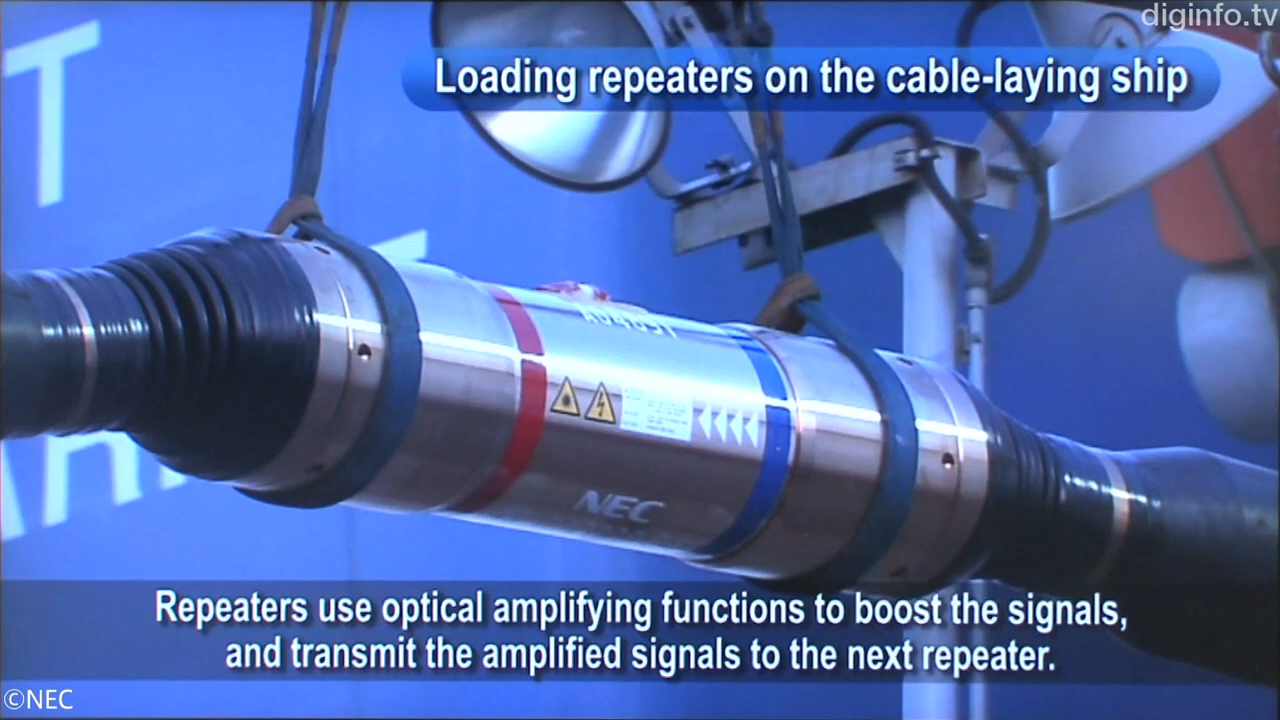 diginfo.tv
Loading repeaters on the cable-laying ship
T
NEC
Repeaters use optical amplifying functions to boost the signals,
and transmit the amplified signals to the next repeater.
©NEC